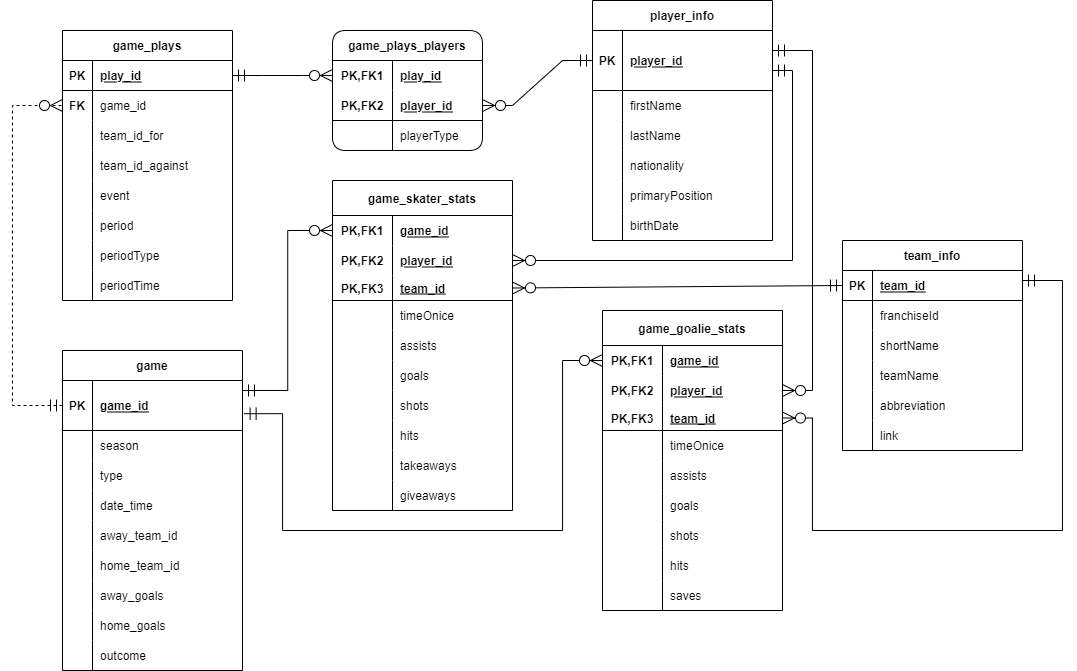 game_plays
PK play_id
FK game_id
team_id_for
team_id_against
event
period
periodType
periodTime
game_plays_players
PK,FK1 play_id
PK,FK2 player_id
playerType
player_info
PK player_id
firstName
lastName
nationality
primaryPosition
birthDate
game_skater_stats
PK,FK1 game_id
PK,FK2 player_id
PK,FK3 team_id
timeOnice
assists
goals
shots
hits
takeaways
giveaways
team_info
PK team_id
franchiseId
shortName
teamName
abbreviation
link
game
PK game_id
season
type
date_time
away_team_id
home_team_id
away_goals
home_goals
outcome
game_goalie_stats
PK,FK1 game_id
PK,FK2 player_id
PK,FK3 team_id
timeOnice
assists
goals
shots
hits
saves